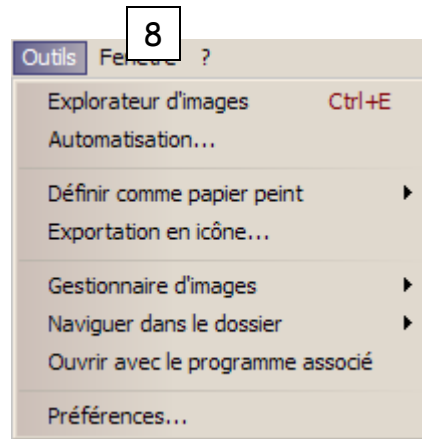 8
Outils Fenêtre ?
Explorateur d'images Ctrl+E
Automatisation...
Définir comme papier peint
Exportation en icône...
Gestionnaire d'images
Naviguer dans le dossier
Ouvrir avec le programme associé
Préférences...